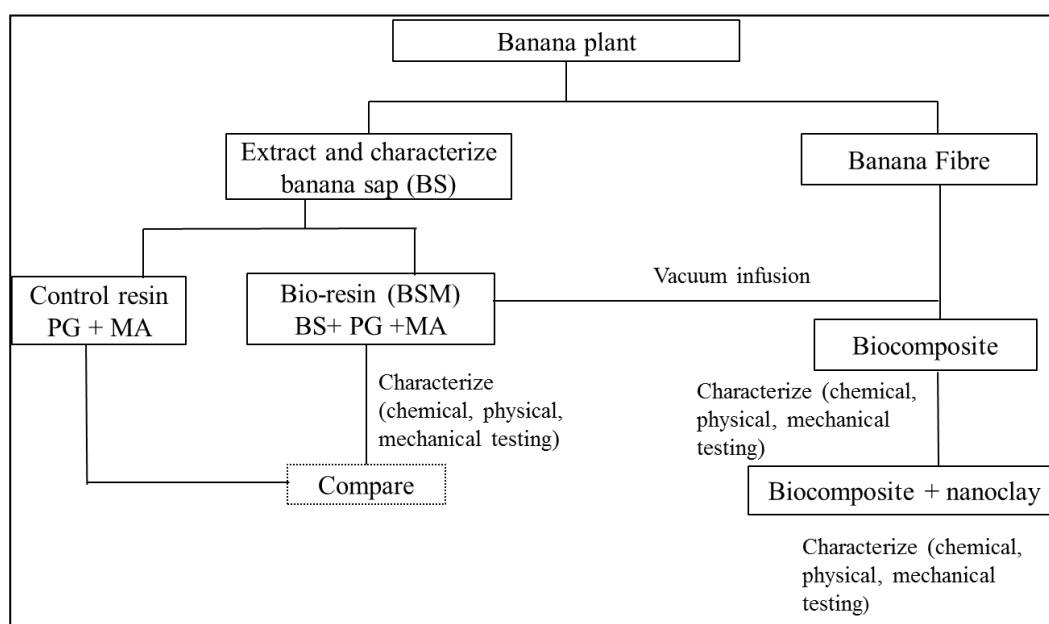 Banana plant
Extract and characterize
banana sap (BS)
Banana Fibre
Control resin
PG + MA
Bio-resin (BSM)
BS+ PG +MA
Vacuum infusion
Biocomposite
Characterize
(chemical, physical,
mechanical testing)
Characterize (chemical,
physical, mechanical
testing)
Compare
Biocomposite + nanoclay
Characterize (chemical,
physical, mechanical
testing)